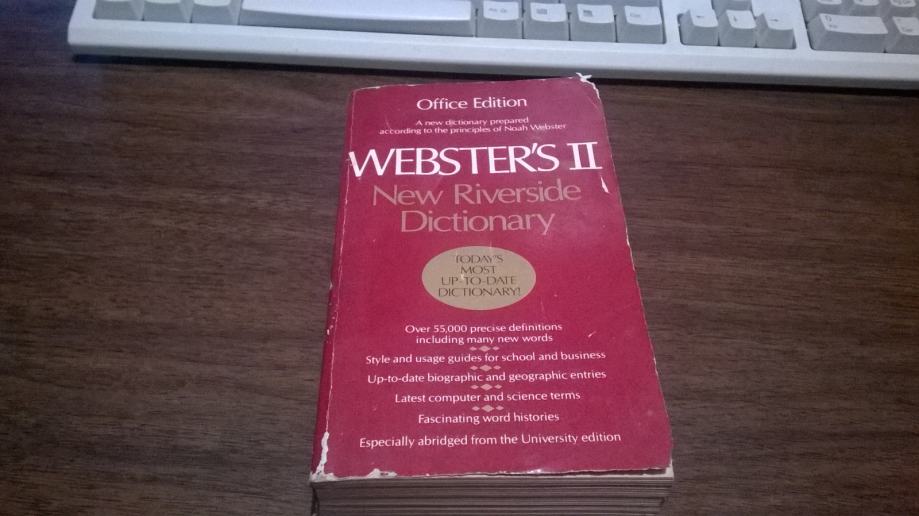 Office Edition
A new dictionary prepared
according to the principles of Noah Webster
WEBSTER'S II
New Riverside
Dictionary
TODAY'S
MOST
UP-TO-DATE
DICTIONARY!
Over 55,000 precise definitions
including many new words
Style and usage guides for school and business
Up-to-date biographic and geographic entries
Latest computer and science terms
Fascinating word histories
Especially abridged from the University edition